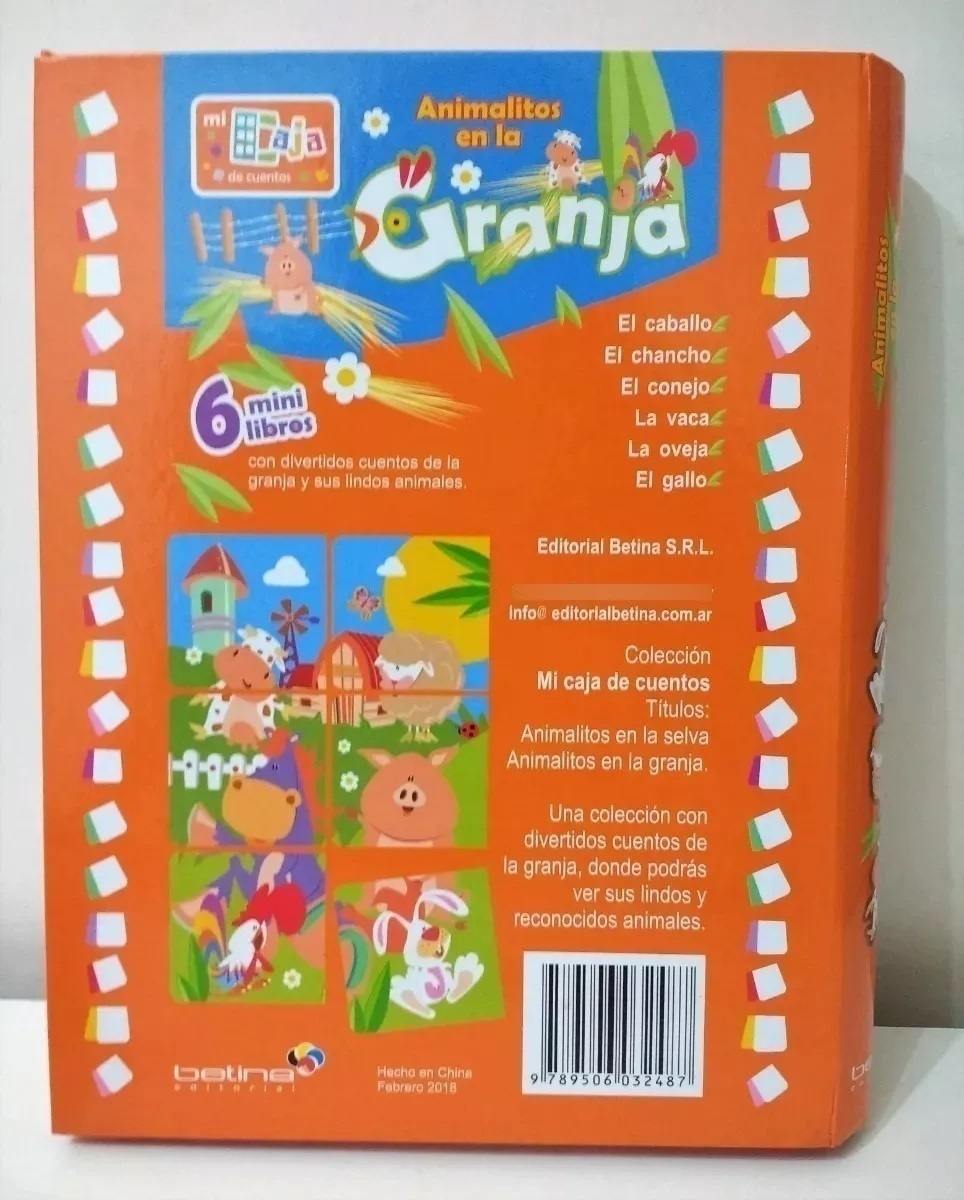 mi
Caja
de cuentos
Animalitos
en la
Granja
El caballo
El chancho
El conejo
La vaca
La oveja
El gallo
6 mini
libros
con divertidos cuentos de la
granja y sus lindos animales.
Editorial Betina S.R.L.
info@ editorialbetina.com.ar
Colección
Mi caja de cuentos
Títulos:
Animalitos en la selva
Animalitos en la granja.
Una colección con
divertidos cuentos de
la granja, donde podrás
ver sus lindos y
reconocidos animales.
betina
editorial
Hecho en China
Febrero 2018
9 789506 032487
Animalitos
en la